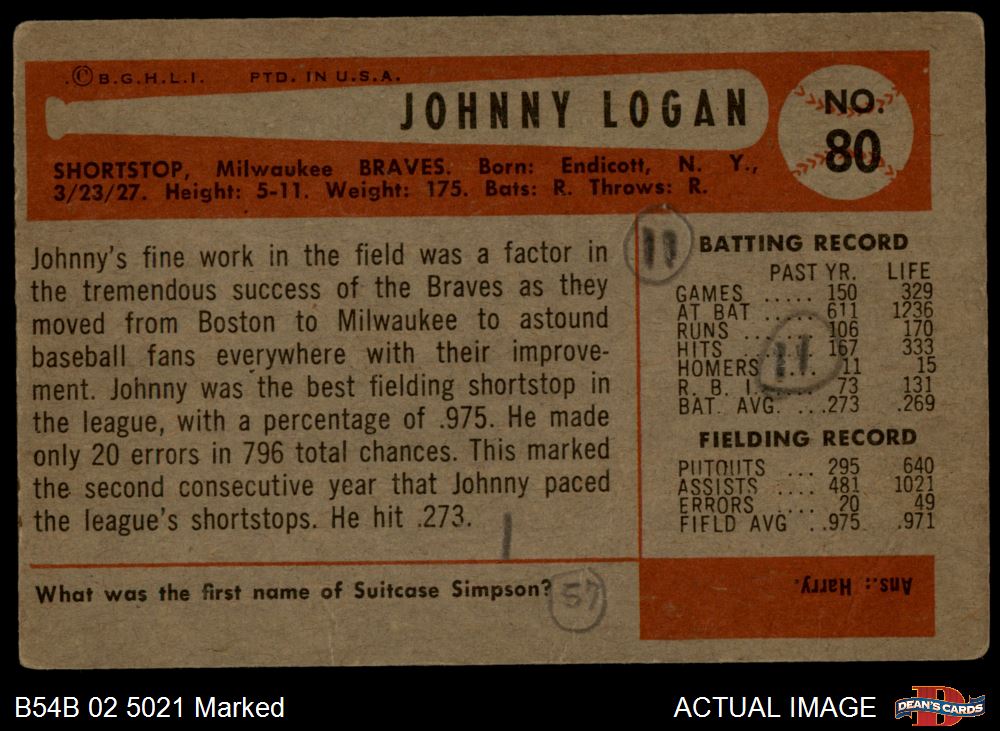 .©B.G.H.L.I. PTD. IN U.S.A.
JOHNNY LOGAN
NO.
80
SHORTSTOP, Milwaukee BRAVES. Born: Endicott, N. Y.,
3/23/27. Height: 5-11. Weight: 175. Bats: R. Throws: R.
Johnny's fine work in the field was a factor in
the tremendous success of the Braves as they
moved from Boston to Milwaukee to astound
baseball fans everywhere with their improve-
ment. Johnny was the best fielding shortstop in
the league, with a percentage of .975. He made
only 20 errors in 796 total chances. This marked
the second consecutive year that Johnny paced
the league's shortstops. He hit .273.
1
What was the first name of Suitcase Simpson?
57
11
BATTING RECORD
PAST YR. LIFE
GAMES ..... 150 329
AT BAT ..... 611 1236
RUNS ....... 106 170
HITS ....... 167 333
HOMERS .... 11 15
11
R. B. I. .... 73 131
BAT. AVG. ....273 .269
FIELDING RECORD
PUTOUTS ... 295 640
ASSISTS .... 481 1021
ERRORS .... 20 49
FIELD AVG ...975 .971
Ans.: Harry.
B54B 02 5021 Marked
ACTUAL IMAGE
D
DEAN'S CARDS